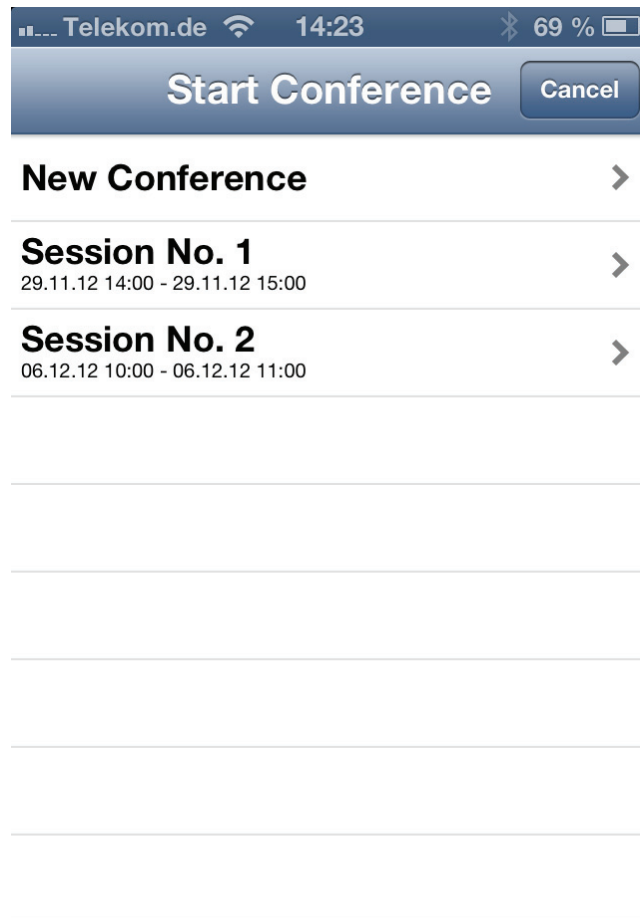 Telekom.de 14:23 69 %
Start Conference Cancel
New Conference
Session No. 1
29.11.12 14:00 - 29.11.12 15:00
Session No. 2
06.12.12 10:00 - 06.12.12 11:00